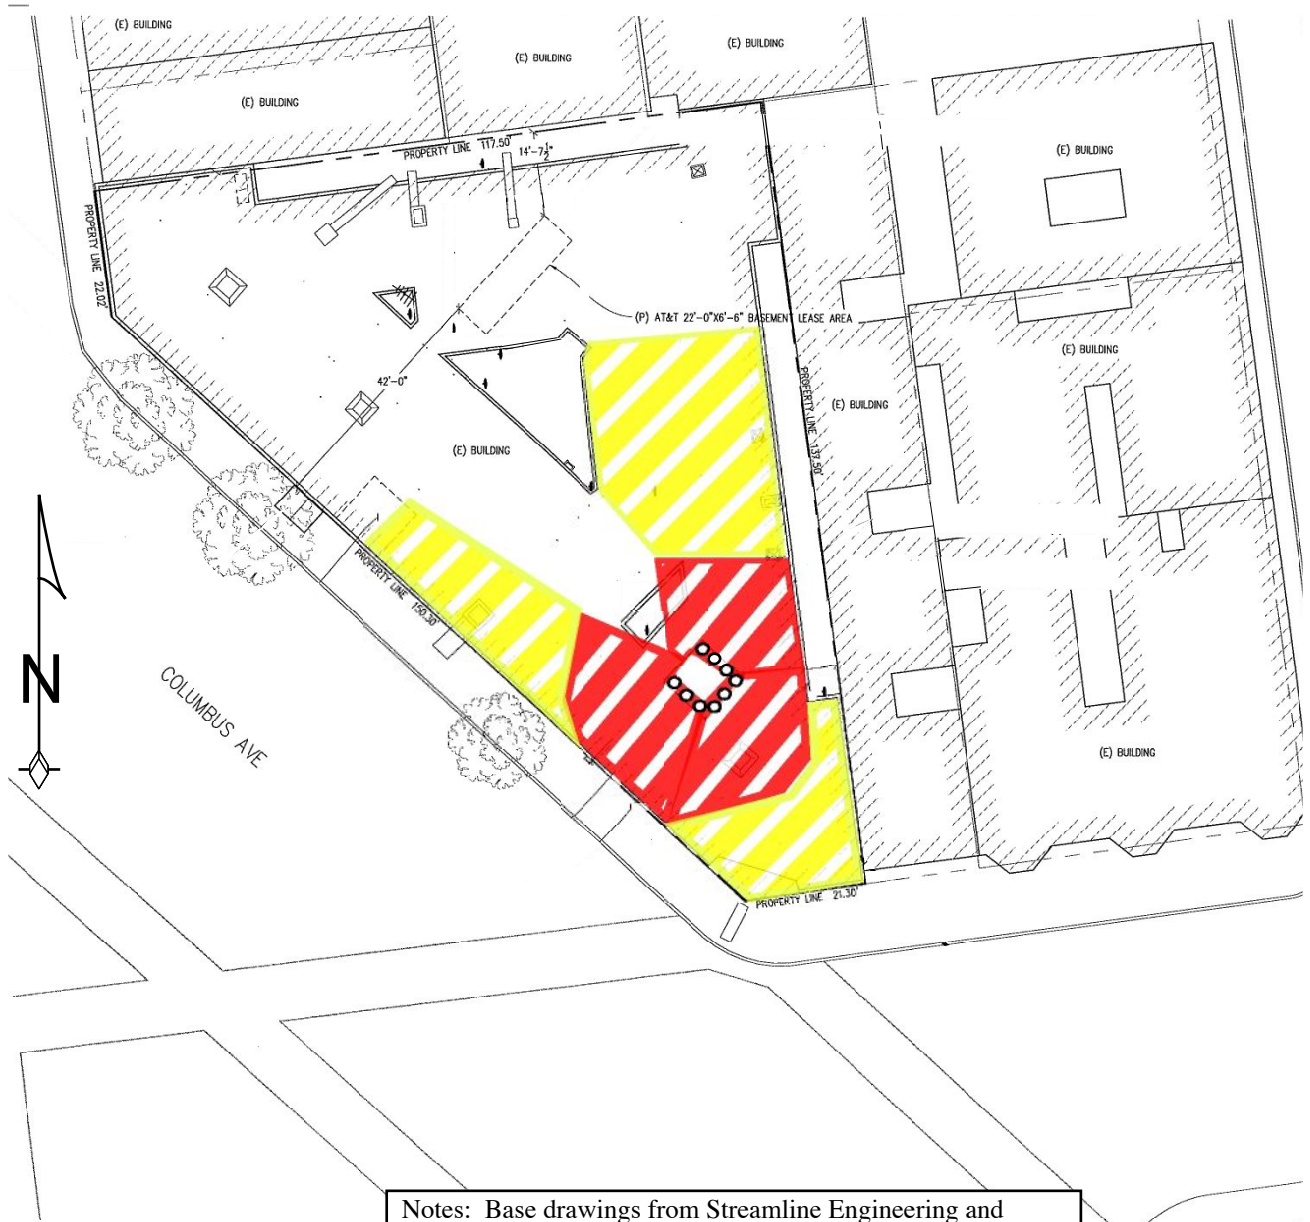 (E) BUILDING
(E) BUILDING
(E) BUILDING
(E) BUILDING
PROPERTY LINE 117.50'
14'-7½"
(E) BUILDING
PROPERTY LINE 22.02'
(P) AT&T 22'-0"X6'-6" BASEMENT LEASE AREA
(E) BUILDING
42'-0"
PROPERTY LINE 137.50'
(E) BUILDING
(E) BUILDING
PROPERTY LINE 150.30'
N
COLUMBUS AVE
(E) BUILDING
PROPERTY LINE 21.30'
Notes: Base drawings from Streamline Engineering and